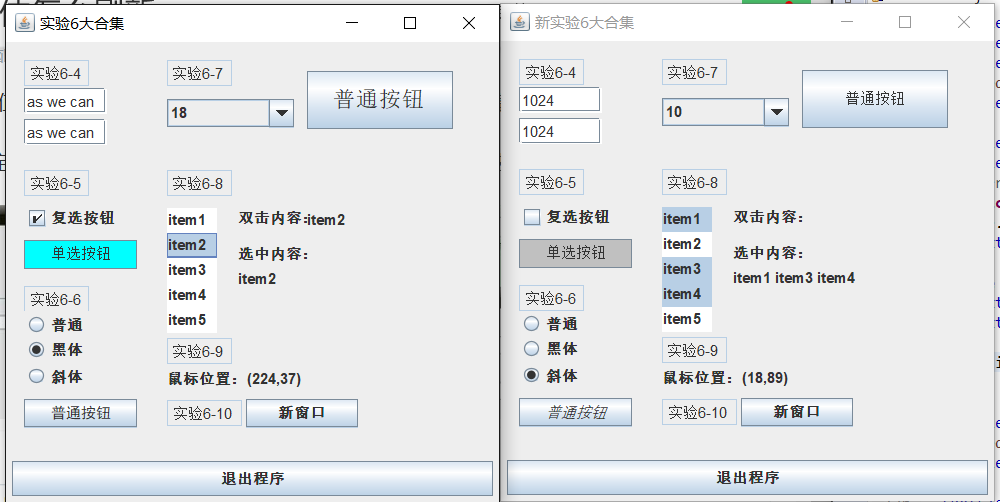 实验6大合集
实验6-4
实验6-7
as we can
18
普通按钮
as we can
实验6-5
实验6-8
复选按钮
item1
双击内容:item2
单选按钮
item2
选中内容:
item3
item2
item4
实验6-6
普通
item5
黑体
实验6-9
斜体
鼠标位置: (224,37)
普通按钮
实验6-10
新窗口
退出程序
新实验6大合集
实验6-4
实验6-7
1024
10
普通按钮
1024
实验6-5
实验6-8
复选按钮
item1
双击内容:
单选按钮
item2
选中内容:
item3
item1 item3 item4
item4
实验6-6
普通
item5
黑体
实验6-9
斜体
鼠标位置: (18,89)
普通按钮
实验6-10
新窗口
退出程序